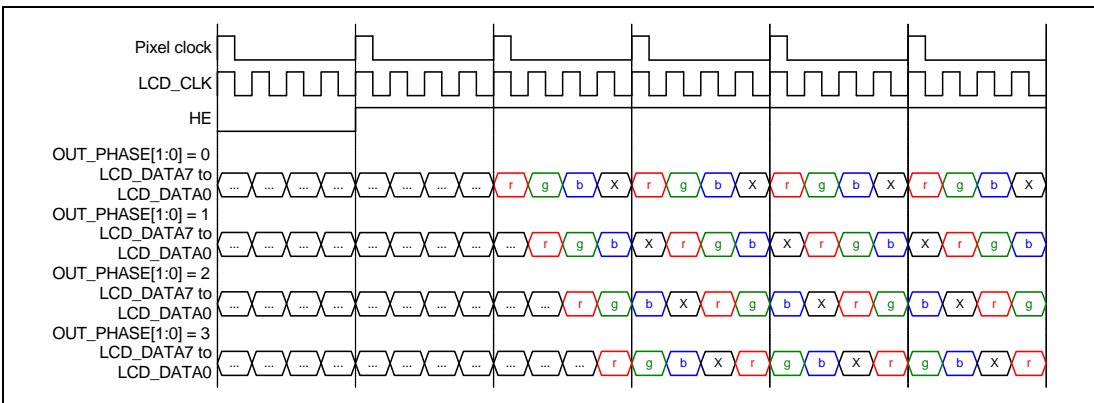 Pixel clock
LCD_CLK
HE
OUT_PHASE[1:0] = 0
LCD_DATA7 to
LCD_DATA0
... ... ... ... ... ... ... ... r g b X r g b X r g b X r g b X
OUT_PHASE[1:0] = 1
LCD_DATA7 to
LCD_DATA0
... ... ... ... ... ... ... ... ... r g b X r g b X r g b X r g b
OUT_PHASE[1:0] = 2
LCD_DATA7 to
LCD_DATA0
... ... ... ... ... ... ... ... ... ... r g b X r g b X r g b X r g
OUT_PHASE[1:0] = 3
LCD_DATA7 to
LCD_DATA0
... ... ... ... ... ... ... ... ... ... ... r g b X r g b X r g b X r